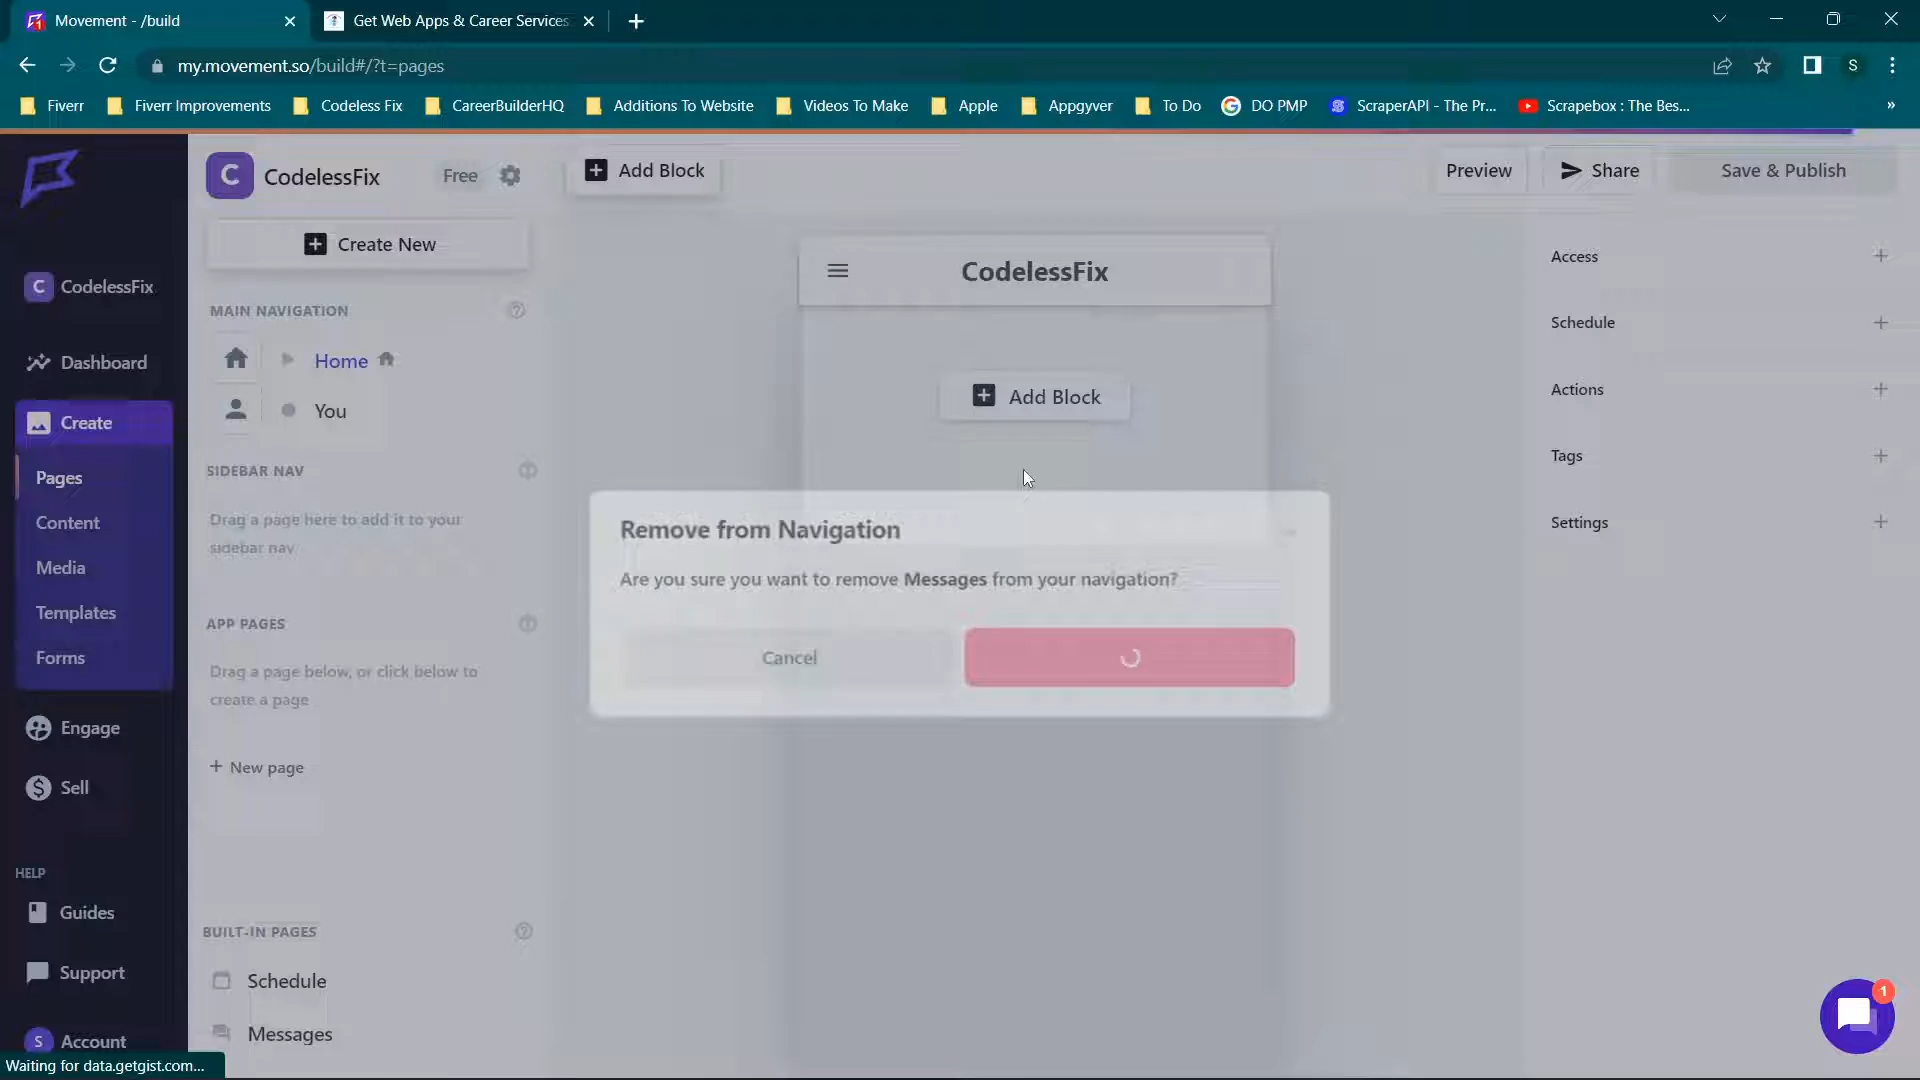 Movement - /build
Get Web Apps & Career Services
my.movement.so/build#/?t=pages
S
Fiverr
Fiverr Improvements
Codeless Fix
CareerBuilderHQ
Additions To Website
Videos To Make
Apple
Appgyver
To Do
DO PMP
ScraperAPI - The Pr...
Scrapebox : The Bes...
»
C CodelessFix
Dashboard
Create
Pages
Content
Media
Templates
Forms
Engage
Sell
HELP
Guides
Support
S Account
Waiting for data.getgist.com...
C CodelessFix Free
Create New
MAIN NAVIGATION
Home
You
SIDEBAR NAV
Drag a page here to add it to your
sidebar nav
APP PAGES
Drag a page below, or click below to
create a page
+ New page
BUILT-IN PAGES
Schedule
Messages
Add Block
Preview
Share
Save & Publish
CodelessFix
Add Block
Remove from Navigation
Are you sure you want to remove Messages from your navigation?
Cancel
Access +
Schedule +
Actions +
Tags +
Settings +
1